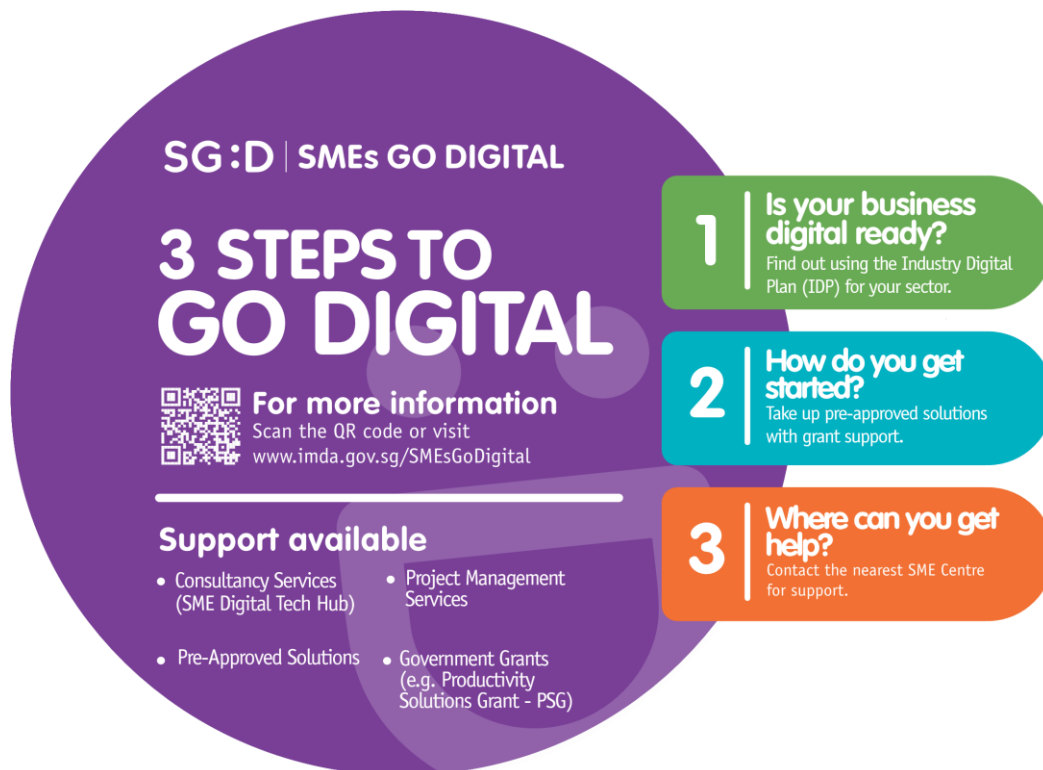 SG:D | SMEs GO DIGITAL
3 STEPS TO
GO DIGITAL
For more information
Scan the QR code or visit
www.imda.gov.sg/SMEsGoDigital
Support available
• Consultancy Services
(SME Digital Tech Hub)
• Project Management
Services
• Pre-Approved Solutions
• Government Grants
(e.g. Productivity
Solutions Grant - PSG)
1
Is your business
digital ready?
Find out using the Industry Digital
Plan (IDP) for your sector.
2
How do you get
started?
Take up pre-approved solutions
with grant support.
3
Where can you get
help?
Contact the nearest SME Centre
for support.